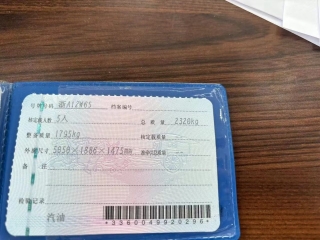 号牌号码 档案编号
核定载人数 5人 总质量 2320kg
整备质量 1795kg 核定载质量 --
外廓尺寸 5050×1866×1475mm 准牵引总质量 --
备注
检验记录
汽油
*3360049920296*